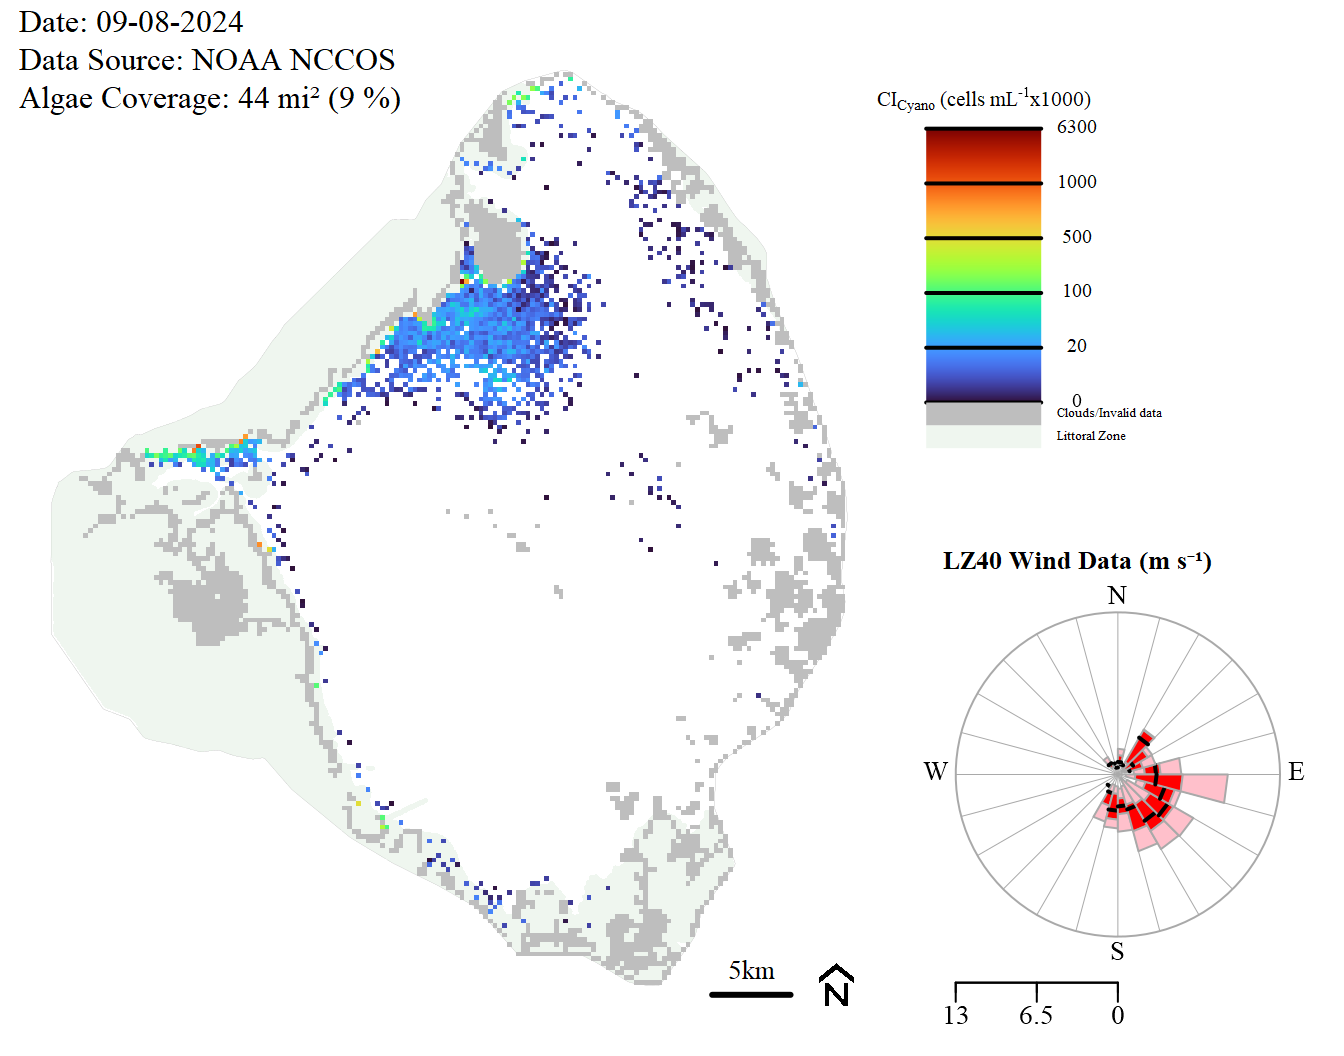 Date: 09-08-2024
Data Source: NOAA NCCOS
Algae Coverage: 44 mi² (9 %)
CICyano (cells mL⁻¹x1000)
6300
1000
500
100
20
0
Clouds/Invalid data
Littoral Zone
LZ40 Wind Data (m s⁻¹)
N
W
E
S
5km
N
13 6.5 0